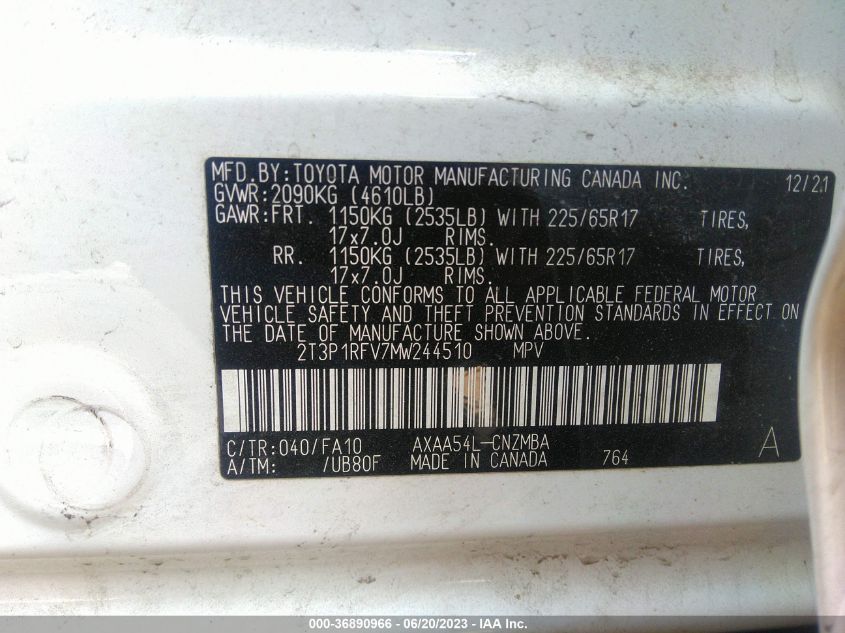 MFD.BY:TOYOTA MOTOR MANUFACTURING CANADA INC. 12/21
GVWR:2090KG (4610LB)
GAWR:FRT. 1150KG (2535LB) WITH 225/65R17 TIRES,
17x7.0J RIMS.
RR. 1150KG (2535LB) WITH 225/65R17 TIRES,
17x7.0J RIMS.
THIS VEHICLE CONFORMS TO ALL APPLICABLE FEDERAL MOTOR
VEHICLE SAFETY AND THEFT PREVENTION STANDARDS IN EFFECT ON
THE DATE OF MANUFACTURE SHOWN ABOVE.
2T3P1RFV7MW244510 MPV
C/TR:040/FA10 AXAA54L-CNZMBA A
A/TM: /UB80F MADE IN CANADA 764
000-36890966 - 06/20/2023 - IAA Inc.